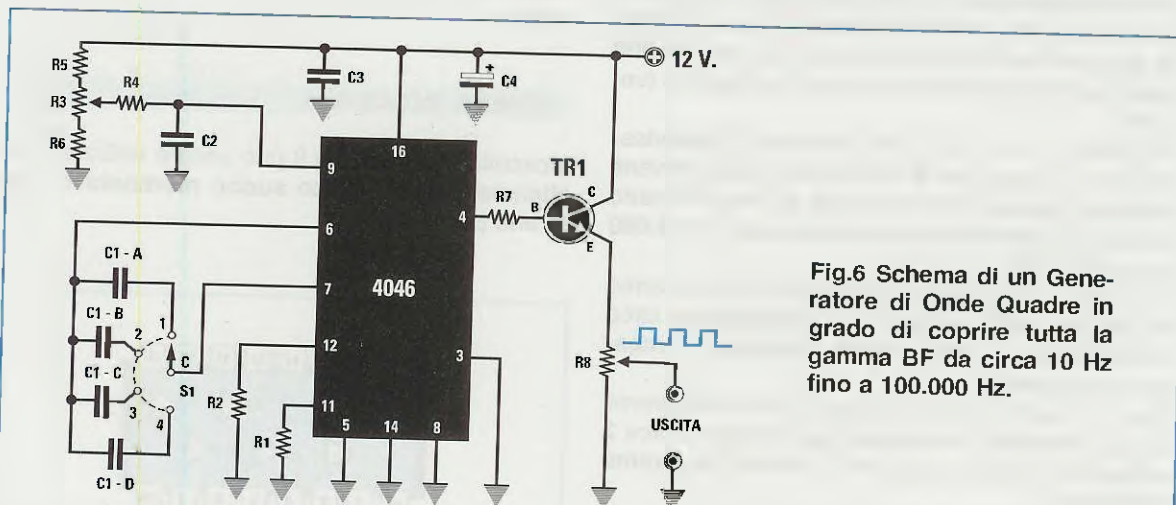 R5
R3
R6
R4
C2
C3
C4
+
12 V.
16
9
6
7
12
11
4
3
5
14
8
4046
R7
TR1
B
C
E
R8
USCITA
C1 - A
C1 - B
C1 - C
C1 - D
1
2
3
4
C
S1
R2
R1
Fig.6 Schema di un Gene-
ratore di Onde Quadre in
grado di coprire tutta la
gamma BF da circa 10 Hz
fino a 100.000 Hz.